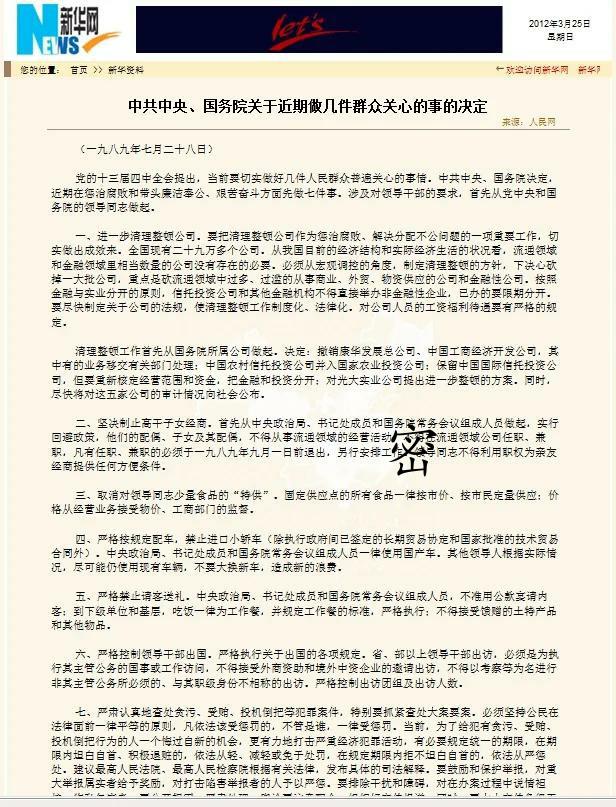 新华网
NEWS
let's
2012年3月25日
星期日
您的位置： 首页 >> 新华资料
欢迎访问新华网 新华
中共中央、国务院关于近期做几件群众关心的事的决定
来源：人民网
（一九八九年七月二十八日）
党的十三届四中全会提出，当前要切实做好几件人民群众普遍关心的事情。中共中央、国务院决定，
近期在惩治腐败和带头廉洁奉公、艰苦奋斗方面先做七件事。涉及对领导干部的要求，首先从党中央和国
务院的领导同志做起。
一、进一步清理整顿公司。要把清理整顿公司作为惩治腐败、解决分配不公问题的一项重要工作，切
实做出成效来。全国现有二十九万多个公司。从我国目前的经济结构和实际经济生活的状况看，流通领域
和金融领域里相当数量的公司没有存在的必要。必须从宏观调控的角度，制定清理整顿的方针，下决心砍
掉一大批公司，重点是砍流通领域中过多、过滥的从事商业、外贸、物资供应的公司和金融性公司。按照
金融与实业分开的原则，信托投资公司和其他金融机构不得直接举办非金融性企业，已办的要限期分开。
要尽快制定关于公司的法规，使清理整顿工作制度化、法律化。对公司人员的工资福利待遇要有严格的规
定。
清理整顿工作首先从国务院所属公司做起。决定：撤销康华发展总公司、中国工商经济开发公司，其
中有的业务移交有关部门处理；中国农村信托投资公司并入国家农业投资公司；保留中国国际信托投资公
司，但要重新核定经营范围和资金，把金融和投资分开；对光大实业公司提出进一步整顿的方案。同时，
尽快将对这五家公司的审计情况向社会公布。
二、坚决制止高干子女经商。首先从中央政治局、书记处成员和国务院常务会议组成人员做起，实行
回避政策，他们的配偶、子女及其配偶，不得从事流通领域的经营活动，不得在流通领域公司任职、兼
职，凡有任职、兼职的必须于一九八九年九月一日前退出，另行安排工作。领导同志不得利用职权为亲友
经商提供任何方便条件。
密
三、取消对领导同志少量食品的“特供”。固定供应点的所有食品一律按市价、按市民定量供应；价
格从经营业务接受物价、工商部门的监督。
四、严格按规定配车，禁止进口小轿车（除执行政府间已签定的长期贸易协定和国家批准的技术贸易
合同外）。中央政治局、书记处成员和国务院常务会议组成人员一律使用国产车。其他领导人根据实际情
况，尽可能仍使用现有车辆，不要大换新车，造成新的浪费。
五、严格禁止请客送礼。中央政治局、书记处成员和国务院常务会议组成人员，不准用公款宴请内
客；到下级单位和基层，吃饭一律为工作餐，并规定工作餐的标准，严格执行；不得接受馈赠的土特产品
和其他物品。
六、严格控制领导干部出国。严格执行关于出国的各项规定。省、部以上领导干部出访，必须是为执
行其主管公务的国事或工作访问，不得接受外商资助和境外中资企业的邀请出访，不得以考察等为名进行
非其主管公务所必须的、与其职级身份不相称的出访。严格控制出访团组及出访人数。
七、严肃认真地查处贪污、受贿、投机倒把等犯罪案件，特别要抓紧查处大案要案。必须坚持公民在
法律面前一律平等的原则，凡依法该受惩罚的，不管是谁，一律受惩罚。当前，为了给犯有贪污、受贿、
投机倒把行为的人一个悔过自新的机会，更有力地打击严重经济犯罪活动，有必要规定统一的期限，在期
限内坦白自首、积极退赃的，依法从轻、减轻或免于处罚，在规定期限内拒不坦白自首的，依法从严惩
处。建议最高人民法院、最高人民检察院根据有关法律，发布具体的司法解释。要鼓励和保护举报，对重
大举报属实者给予奖励，对打击陷害举报者的人予以严惩。要排除干扰和障碍，对在办案过程中说情袒